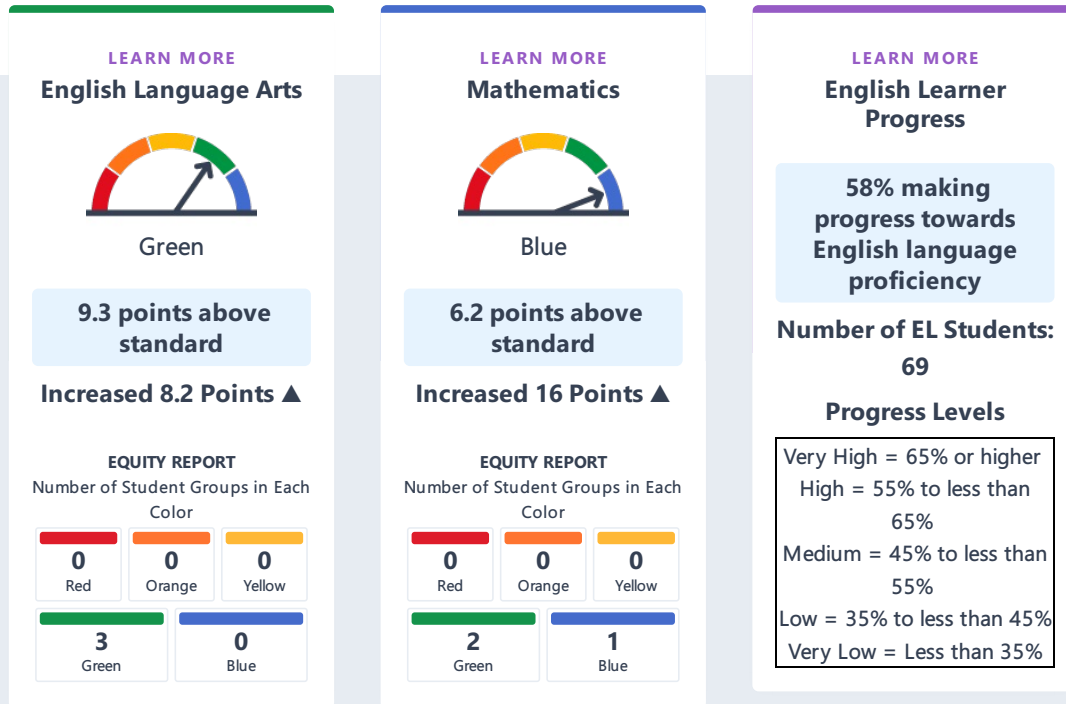 LEARN MORE
English Language Arts
Green
9.3 points above
standard
Increased 8.2 Points ▲
EQUITY REPORT
Number of Student Groups in Each
Color
0
Red
0
Orange
0
Yellow
3
Green
0
Blue
LEARN MORE
Mathematics
Blue
6.2 points above
standard
Increased 16 Points ▲
EQUITY REPORT
Number of Student Groups in Each
Color
0
Red
0
Orange
0
Yellow
2
Green
1
Blue
LEARN MORE
English Learner
Progress
58% making
progress towards
English language
proficiency
Number of EL Students:
69
Progress Levels
Very High = 65% or higher
High = 55% to less than
65%
Medium = 45% to less than
55%
Low = 35% to less than 45%
Very Low = Less than 35%